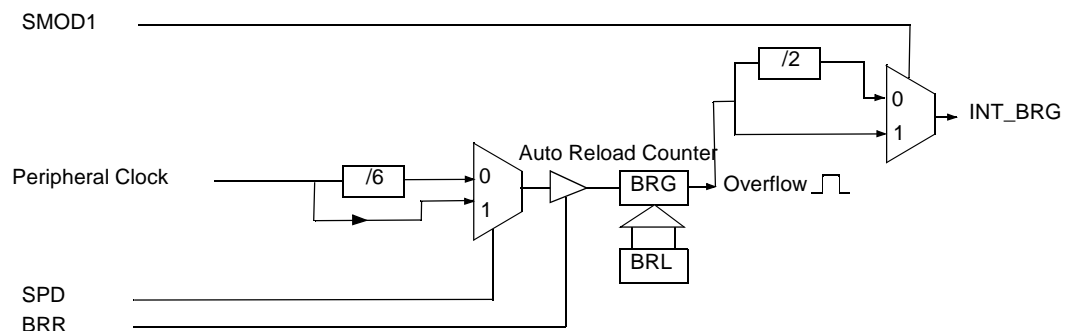 SMOD1
/2
0
INT_BRG
1
Auto Reload Counter
Peripheral Clock
/6
0
BRG
Overflow
1
BRL
SPD
BRR